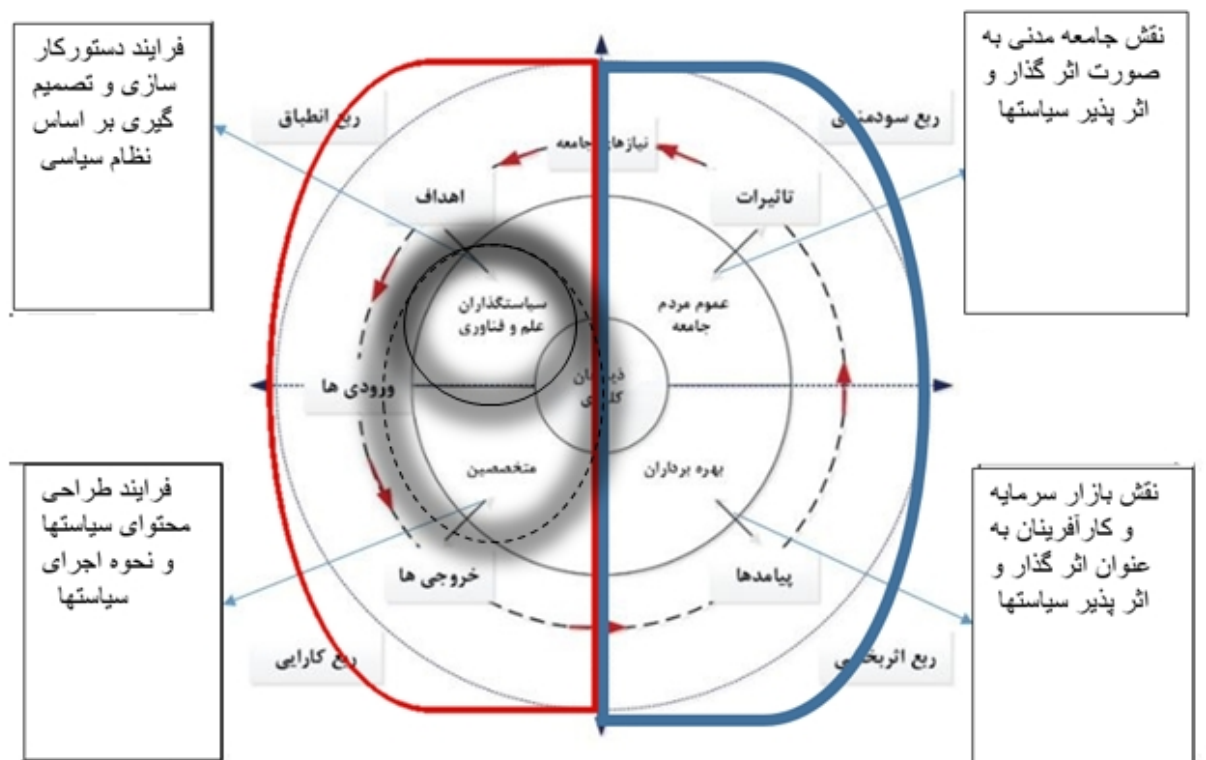 نقش جامعه مدنی به
صورت اثر گذار و
اثر پذیر سیاستها
فرایند دستورکار
سازی و تصمیم
گیری بر اساس
نظام سیاسی
ربع سودمندی
ربع انطباق
نیازهای جامعه
تاثیرات
اهداف
عموم مردم
جامعه
سیاستگذاران
علم و فناوری
ورودی ها
بهره برداران
متخصصین
پیامدها
خروجی ها
ربع اثربخشی
ربع کارایی
نقش بازار سرمایه
و کارآفرینان به
عنوان اثر گذار و
اثر پذیر سیاستها
فرایند طراحی
محتوای سیاستها
و نحوه اجرای
سیاستها